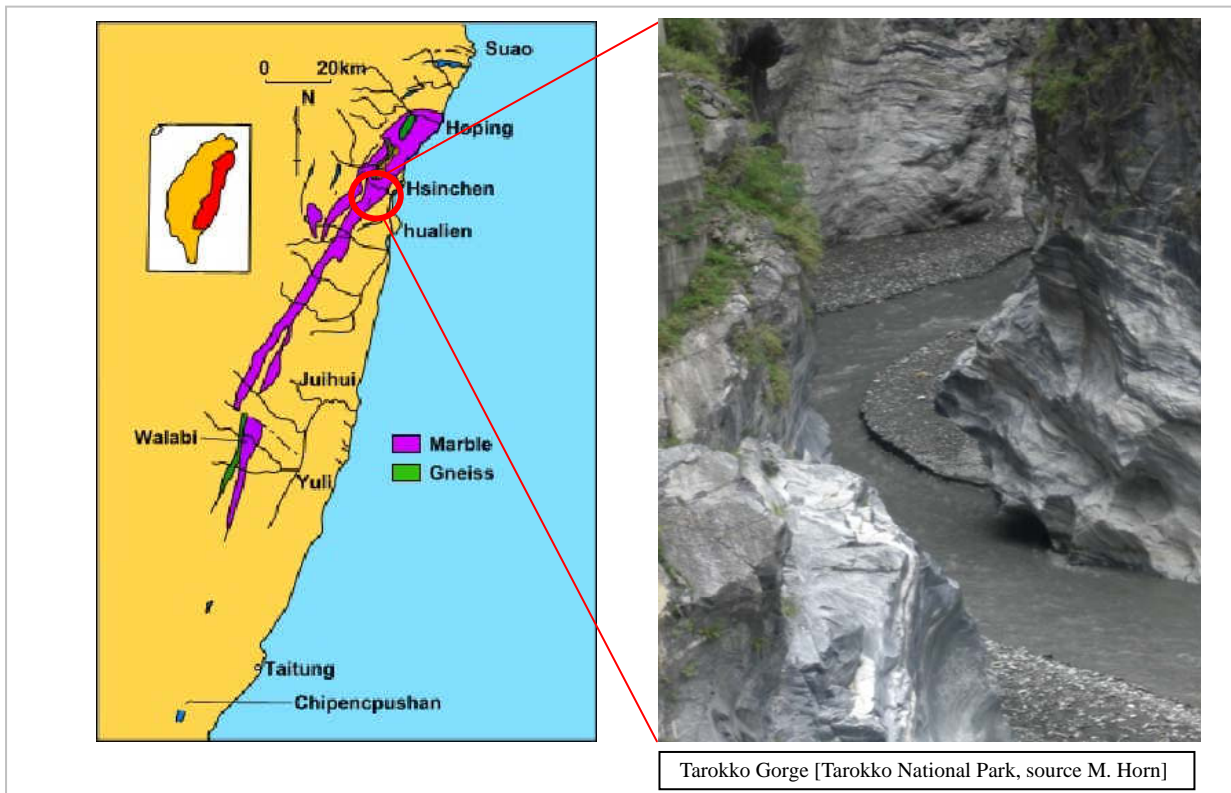 Suao
0 20km
N
Hoping
Hsinchen
hualien
Juihui
Walabi
Marble
Gneiss
Yuli
Taitung
Chipencpushan
Tarokko Gorge [Tarokko National Park, source M. Horn]